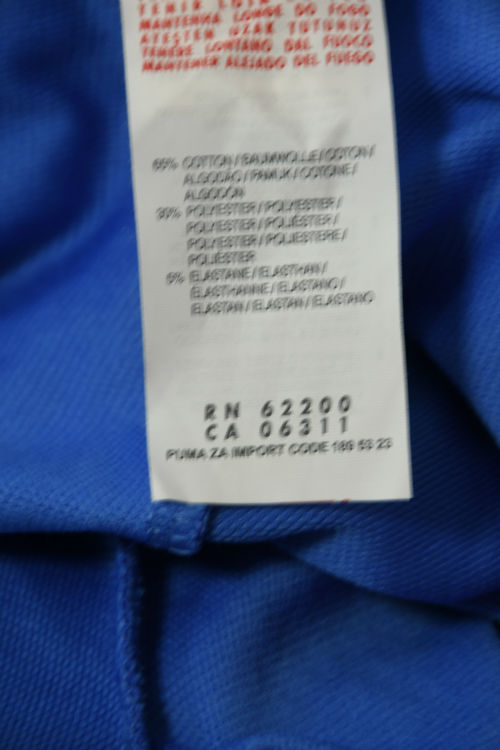 MANTENHA LONGE DO FOGO
ATEŞTEN UZAK TUTUNUZ
TENERE LONTANO DAL FUOCO
MANTENER ALEJADO DEL FUEGO
COTTON / BAUMWOLLE / COTON /
ALGODÃO / PAMUK / COTONE /
ALGODÓN
30% POLYESTER / POLYESTER /
POLYESTER / POLIÉSTER /
POLYESTER / POLIESTERE /
POLIÉSTER
5% ELASTANE / ELASTHAN /
ÉLASTHANNE / ELASTANO /
ELASTAN / ELASTAN / ELASTANO
RN 62200
CA 06311
PUMA ZA IMPORT CODE 189 53 23